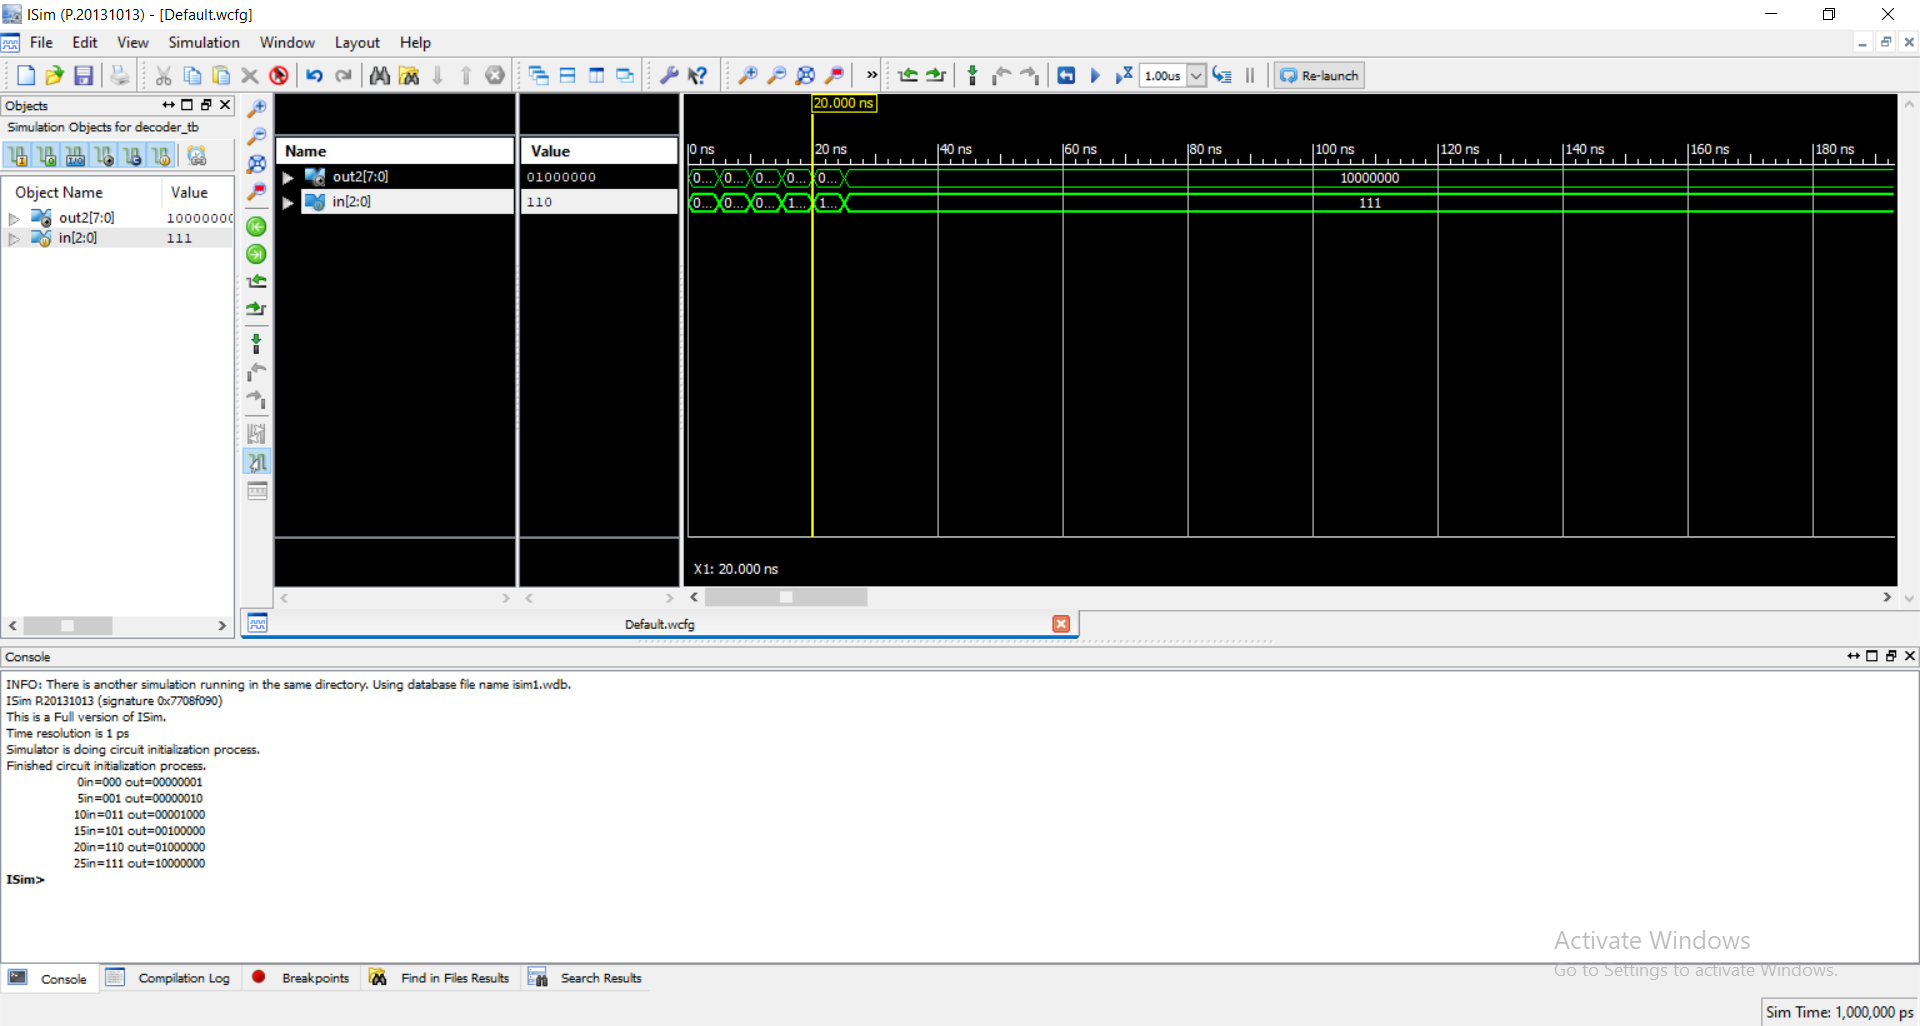 ISim (P.20131013) - [Default.wcfg]
File Edit View Simulation Window Layout Help
1.00us Re-launch
Objects
Simulation Objects for decoder_tb
Object Name Value
out2[7:0] 10000000
in[2:0] 111
Name Value
out2[7:0] 01000000
in[2:0] 110
20.000 ns
0 ns 20 ns 40 ns 60 ns 80 ns 100 ns 120 ns 140 ns 160 ns 180 ns
0... 0... 0... 0... 0... 10000000
0... 0... 0... 1... 1... 111
X1: 20.000 ns
Default.wcfg
Console
INFO: There is another simulation running in the same directory. Using database file name isim1.wdb.
ISim P.20131013 (signature 0x7708f090)
This is a Full version of ISim.
Time resolution is 1 ps
Simulator is doing circuit initialization process.
Finished circuit initialization process.
0in=000 out=00000001
5in=001 out=00000010
10in=011 out=00001000
15in=101 out=00100000
20in=110 out=01000000
25in=111 out=10000000
ISim>
Activate Windows
Go to Settings to activate Windows.
Console Compilation Log Breakpoints Find in Files Results Search Results
Sim Time: 1,000,000 ps